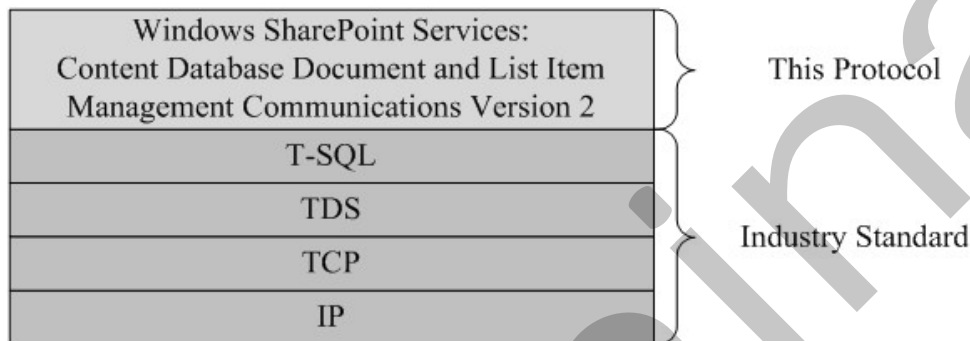 Windows SharePoint Services:
Content Database Document and List Item
Management Communications Version 2
This Protocol
T-SQL
TDS
TCP
IP
Industry Standard